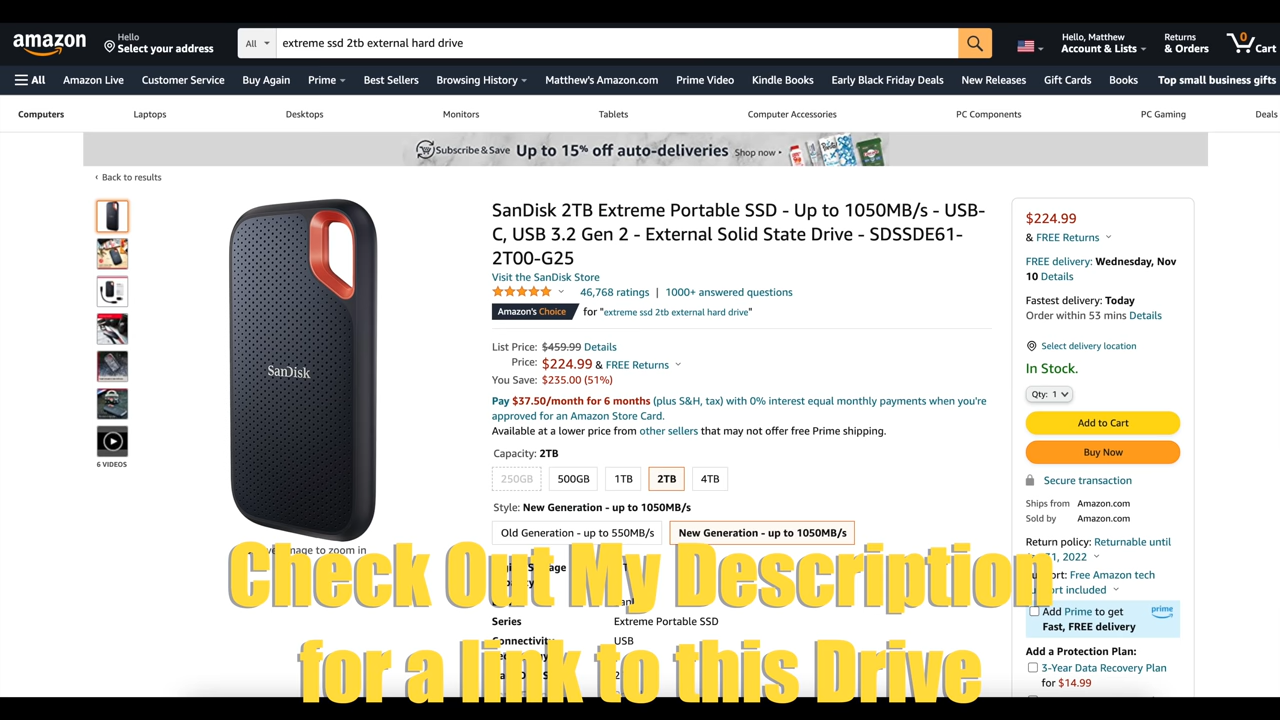 amazon
Hello
Select your address
All
extreme ssd 2tb external hard drive
Hello, Matthew
Account & Lists
Returns
& Orders
0
Cart
All
Amazon Live
Customer Service
Buy Again
Prime
Best Sellers
Browsing History
Matthew's Amazon.com
Prime Video
Kindle Books
Early Black Friday Deals
New Releases
Gift Cards
Books
Top small business gifts
Computers
Laptops
Desktops
Monitors
Tablets
Computer Accessories
PC Components
PC Gaming
Deals
Subscribe & Save Up to 15% off auto-deliveries Shop now
‹ Back to results
6 VIDEOS
SanDisk
SanDisk 2TB Extreme Portable SSD - Up to 1050MB/s - USB-
C, USB 3.2 Gen 2 - External Solid State Drive - SDSSDE61-
2T00-G25
Visit the SanDisk Store
46,768 ratings | 1000+ answered questions
Amazon's Choice for "extreme ssd 2tb external hard drive"
List Price: $459.99 Details
Price: $224.99 & FREE Returns
You Save: $235.00 (51%)
Pay $37.50/month for 6 months (plus S&H, tax) with 0% interest equal monthly payments when you're
approved for an Amazon Store Card.
Available at a lower price from other sellers that may not offer free Prime shipping.
Capacity: 2TB
250GB
500GB
1TB
2TB
4TB
Style: New Generation - up to 1050MB/s
Old Generation - up to 550MB/s
New Generation - up to 1050MB/s
image to zoom in
Series Extreme Portable SSD
USB
$224.99
& FREE Returns
FREE delivery: Wednesday, Nov
10 Details
Fastest delivery: Today
Order within 53 mins Details
Select delivery location
In Stock.
Qty: 1
Add to Cart
Buy Now
Secure transaction
Ships from Amazon.com
Sold by Amazon.com
Return policy: Returnable until
31, 2022
Free Amazon tech
included
Add Prime to get
Fast, FREE delivery
prime
Add a Protection Plan:
3-Year Data Recovery Plan
for $14.99
Check Out My Description
for a link to this Drive